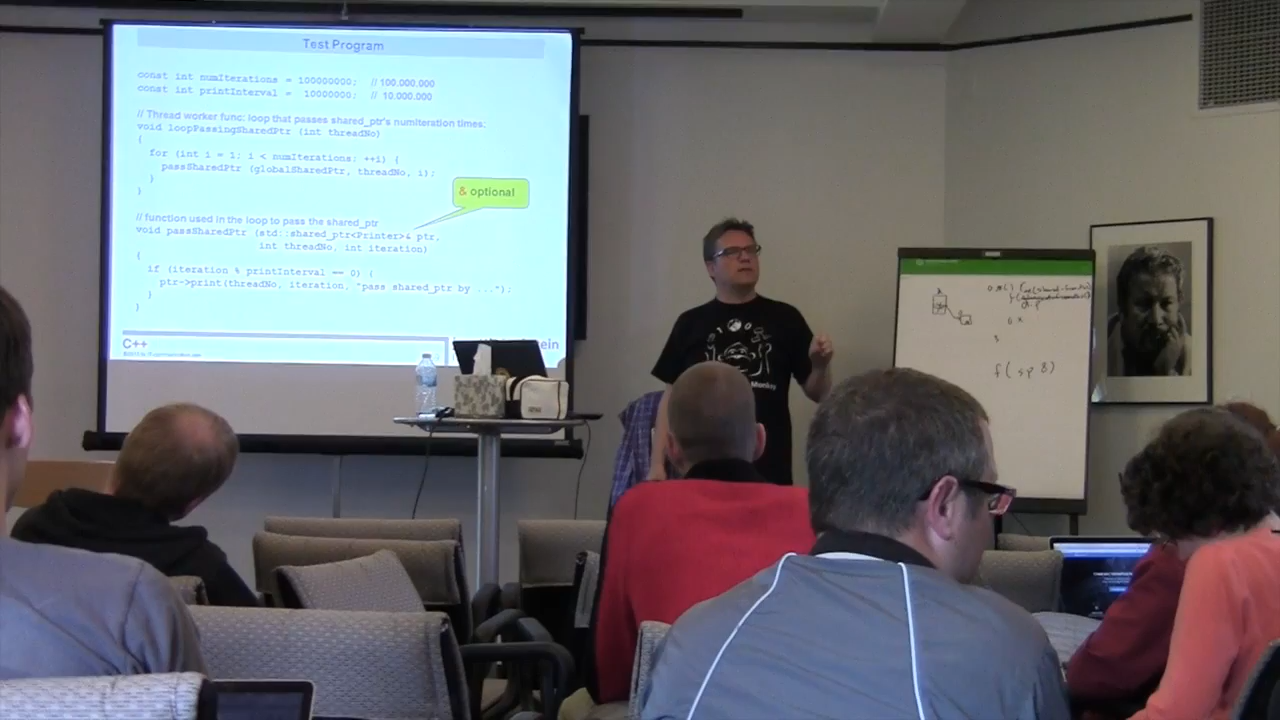 Test Program
const int numIterations = 100000000; // 100.000.000
const int printInterval = 10000000; // 10.000.000
// Thread worker func: loop that passes shared_ptr's numIteration times:
void loopPassingSharedPtr (int threadNo)
{
for (int i = 1; i < numIterations; ++i) {
passSharedPtr (globalSharedPtr, threadNo, i);
}
}
& optional
// function used in the loop to pass the shared_ptr
void passSharedPtr (std::shared_ptr<Printer>& ptr,
int threadNo, int iteration)
{
if (iteration % printInterval == 0) {
ptr->print(threadNo, iteration, "pass shared_ptr by ...");
}
}
C++
Monkey
f( sp B)